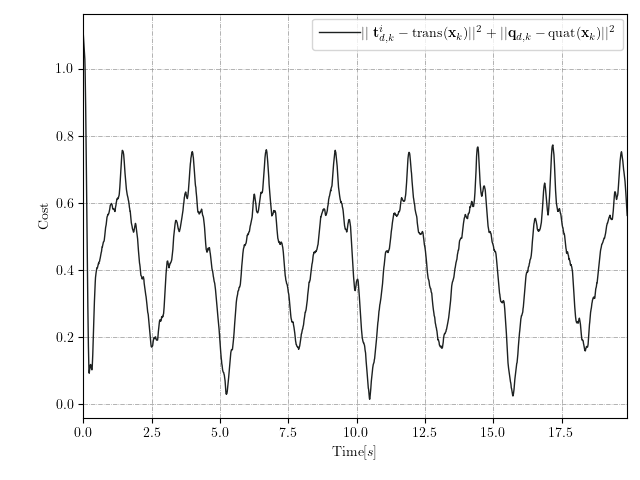 || t^i_{d,k} − trans(x_k)||^2 + ||q_{d,k} − quat(x_k)||^2
1.0
0.8
0.6
0.4
0.2
0.0
Cost
0.0 2.5 5.0 7.5 10.0 12.5 15.0 17.5
Time[s]